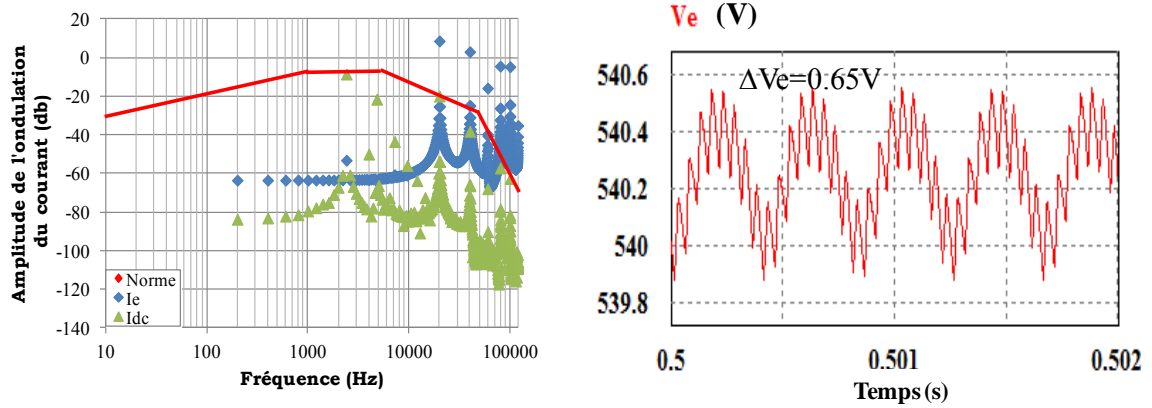 20
0
-20
-40
-60
-80
-100
-120
-140
10
100
1000
10000
100000
Amplitude de l'ondulation
du courant (db)
Fréquence (Hz)
Norme
Ie
Idc
Ve (V)
ΔVe=0.65V
540.6
540.4
540.2
540
539.8
0.5
0.501
0.502
Temps (s)